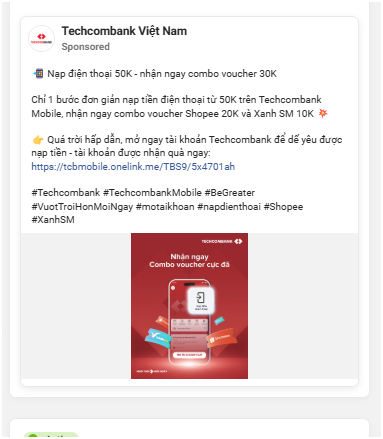 Techcombank Việt Nam
Sponsored
Nạp điện thoại 50K - nhận ngay combo voucher 30K
Chỉ 1 bước đơn giản nạp tiền điện thoại từ 50K trên Techcombank
Mobile, nhận ngay combo voucher Shopee 20K và Xanh SM 10K
Quá trời hấp dẫn, mở ngay tài khoản Techcombank để dế yêu được
nạp tiền - tài khoản được nhận quà ngay:
https://tcbmobile.onelink.me/TBS9/5x4701ah
#Techcombank #TechcombankMobile #BeGreater
#VuotTroiHonMoiNgay #motaikhoan #napdienthoai #Shopee
#XanhSM
TECHCOMBANK
Nhận ngay
Combo voucher cực đã